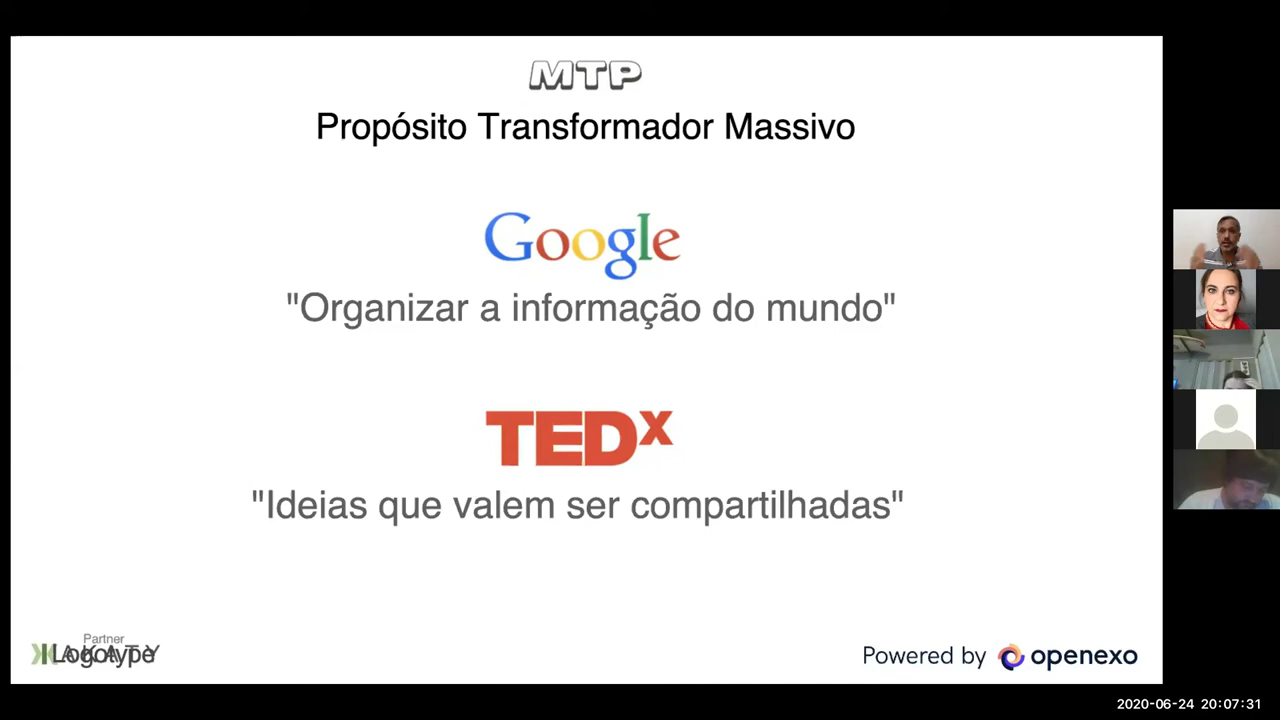 MTP
Propósito Transformador Massivo
Google
"Organizar a informação do mundo"
TEDx
"Ideias que valem ser compartilhadas"
Partner
Logotype
Powered by openexo
2020-06-24 20:07:31